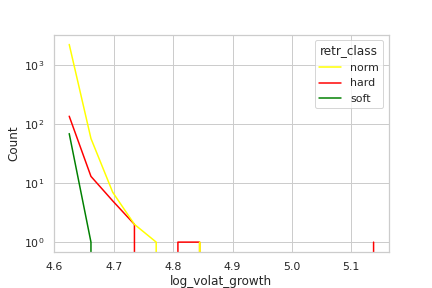 retr_class
norm
hard
soft
Count
10³
10²
10¹
10⁰
4.6 4.7 4.8 4.9 5.0 5.1
log_volat_growth